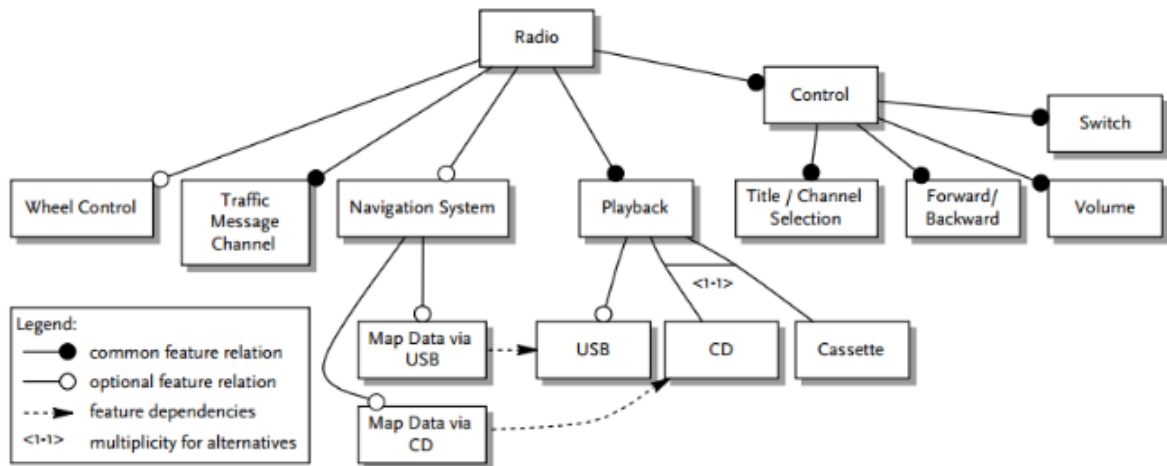 Radio
Control
Switch
Wheel Control
Traffic
Message
Channel
Navigation System
Playback
Title / Channel
Selection
Forward/
Backward
Volume
<1-1>
Legend:
common feature relation
optional feature relation
feature dependencies
<1-1> multiplicity for alternatives
Map Data via
USB
USB
CD
Cassette
Map Data via
CD